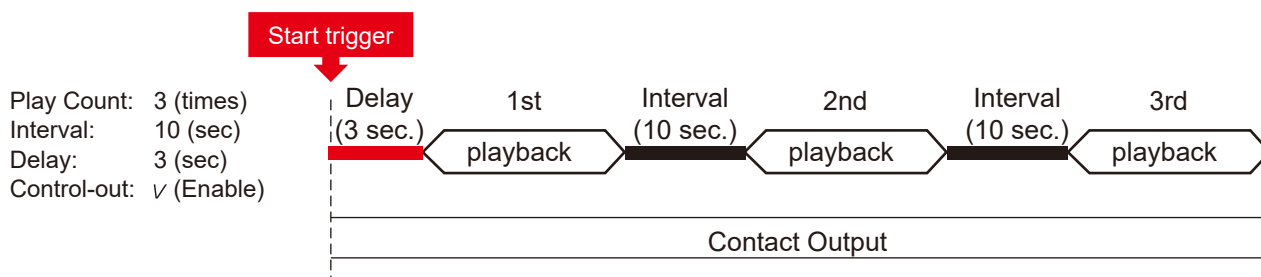 Start trigger
Play Count: 3 (times)
Interval: 10 (sec)
Delay: 3 (sec)
Control-out: ✓ (Enable)
Delay
(3 sec.)
1st
playback
Interval
(10 sec.)
2nd
playback
Interval
(10 sec.)
3rd
playback
Contact Output